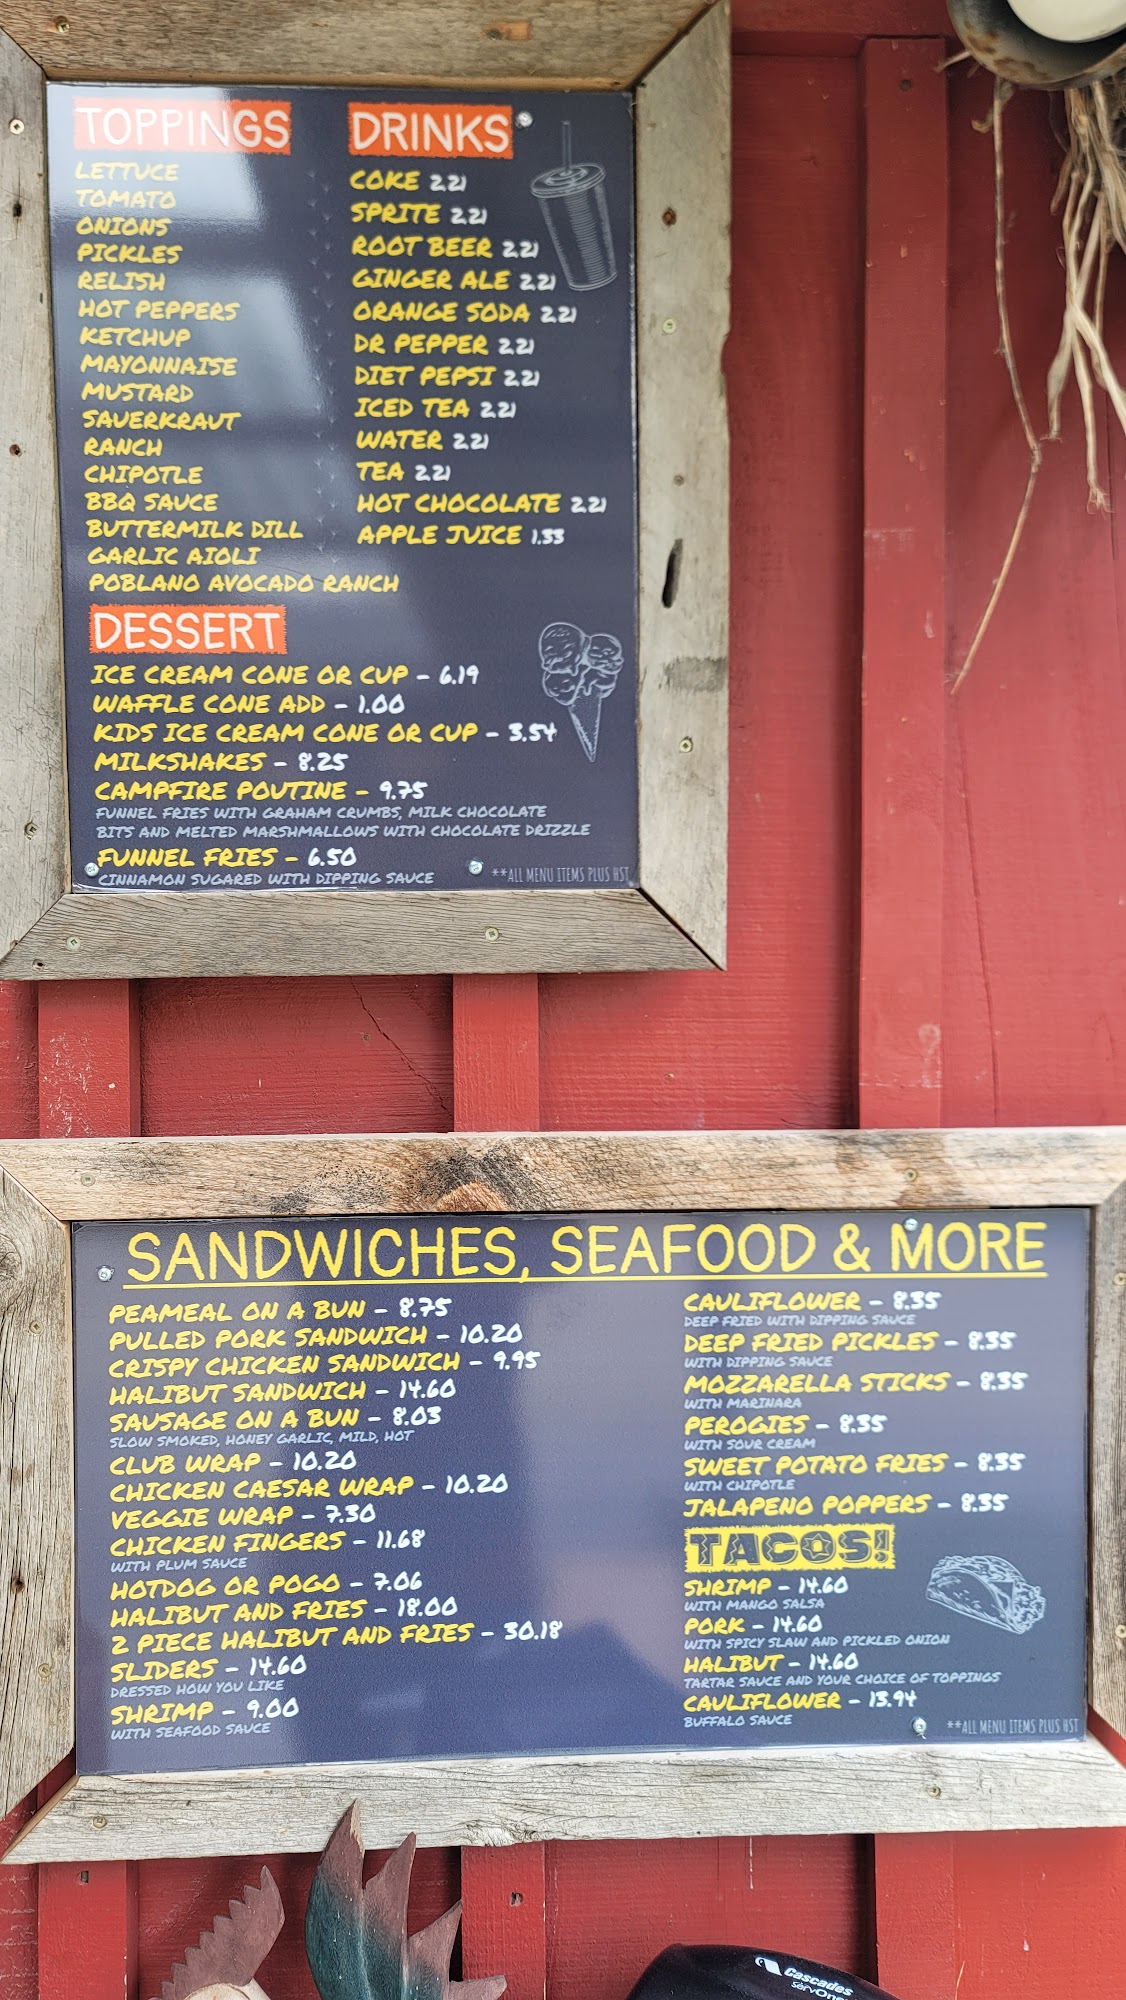 TOPPINGS
LETTUCE
TOMATO
ONIONS
PICKLES
RELISH
HOT PEPPERS
KETCHUP
MAYONNAISE
MUSTARD
SAUERKRAUT
RANCH
CHIPOTLE
BBQ SAUCE
BUTTERMILK DILL
GARLIC AIOLI
POBLANO AVOCADO RANCH
DRINKS
COKE 2.21
SPRITE 2.21
ROOT BEER 2.21
GINGER ALE 2.21
ORANGE SODA 2.21
DR PEPPER 2.21
DIET PEPSI 2.21
ICED TEA 2.21
WATER 2.21
TEA 2.21
HOT CHOCOLATE 2.21
APPLE JUICE 1.33
DESSERT
ICE CREAM CONE OR CUP - 6.19
WAFFLE CONE ADD - 1.00
KIDS ICE CREAM CONE OR CUP - 3.54
MILKSHAKES - 8.25
CAMPFIRE POUTINE - 9.75
FUNNEL FRIES WITH GRAHAM CRUMBS, MILK CHOCOLATE
BITS AND MELTED MARSHMALLOWS WITH CHOCOLATE DRIZZLE
FUNNEL FRIES - 6.50
CINNAMON SUGARED WITH DIPPING SAUCE
**ALL MENU ITEMS PLUS HST
SANDWICHES, SEAFOOD & MORE
PEAMEAL ON A BUN - 8.75
PULLED PORK SANDWICH - 10.20
CRISPY CHICKEN SANDWICH - 9.95
HALIBUT SANDWICH - 14.60
SAUSAGE ON A BUN - 8.03
SLOW SMOKED, HONEY GARLIC, MILD, HOT
CLUB WRAP - 10.20
CHICKEN CAESAR WRAP - 10.20
VEGGIE WRAP - 7.30
CHICKEN FINGERS - 11.68
WITH PLUM SAUCE
HOTDOG OR POGO - 7.06
HALIBUT AND FRIES - 18.00
2 PIECE HALIBUT AND FRIES - 30.18
SLIDERS - 14.60
DRESSED HOW YOU LIKE
SHRIMP - 9.00
WITH SEAFOOD SAUCE
CAULIFLOWER - 8.35
DEEP FRIED WITH DIPPING SAUCE
DEEP FRIED PICKLES - 8.35
WITH DIPPING SAUCE
MOZZARELLA STICKS - 8.35
WITH MARINARA
PEROGIES - 8.35
WITH SOUR CREAM
SWEET POTATO FRIES - 8.35
WITH CHIPOTLE
JALAPENO POPPERS - 8.35
TACOS!
SHRIMP - 14.60
WITH MANGO SALSA
PORK - 14.60
WITH SPICY SLAW AND PICKLED ONION
HALIBUT - 14.60
TARTAR SAUCE AND YOUR CHOICE OF TOPPINGS
CAULIFLOWER - 13.94
BUFFALO SAUCE
**ALL MENU ITEMS PLUS HST
Cascades